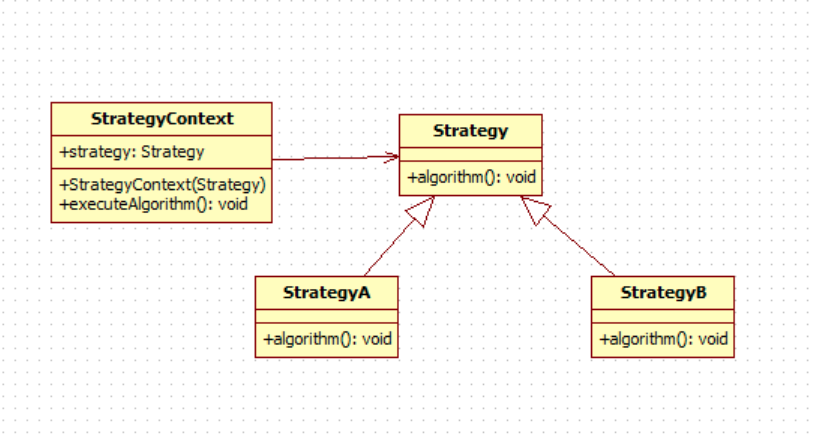 StrategyContext
+strategy: Strategy
+StrategyContext(Strategy)
+executeAlgorithm(): void
Strategy
+algorithm(): void
StrategyA
+algorithm(): void
StrategyB
+algorithm(): void